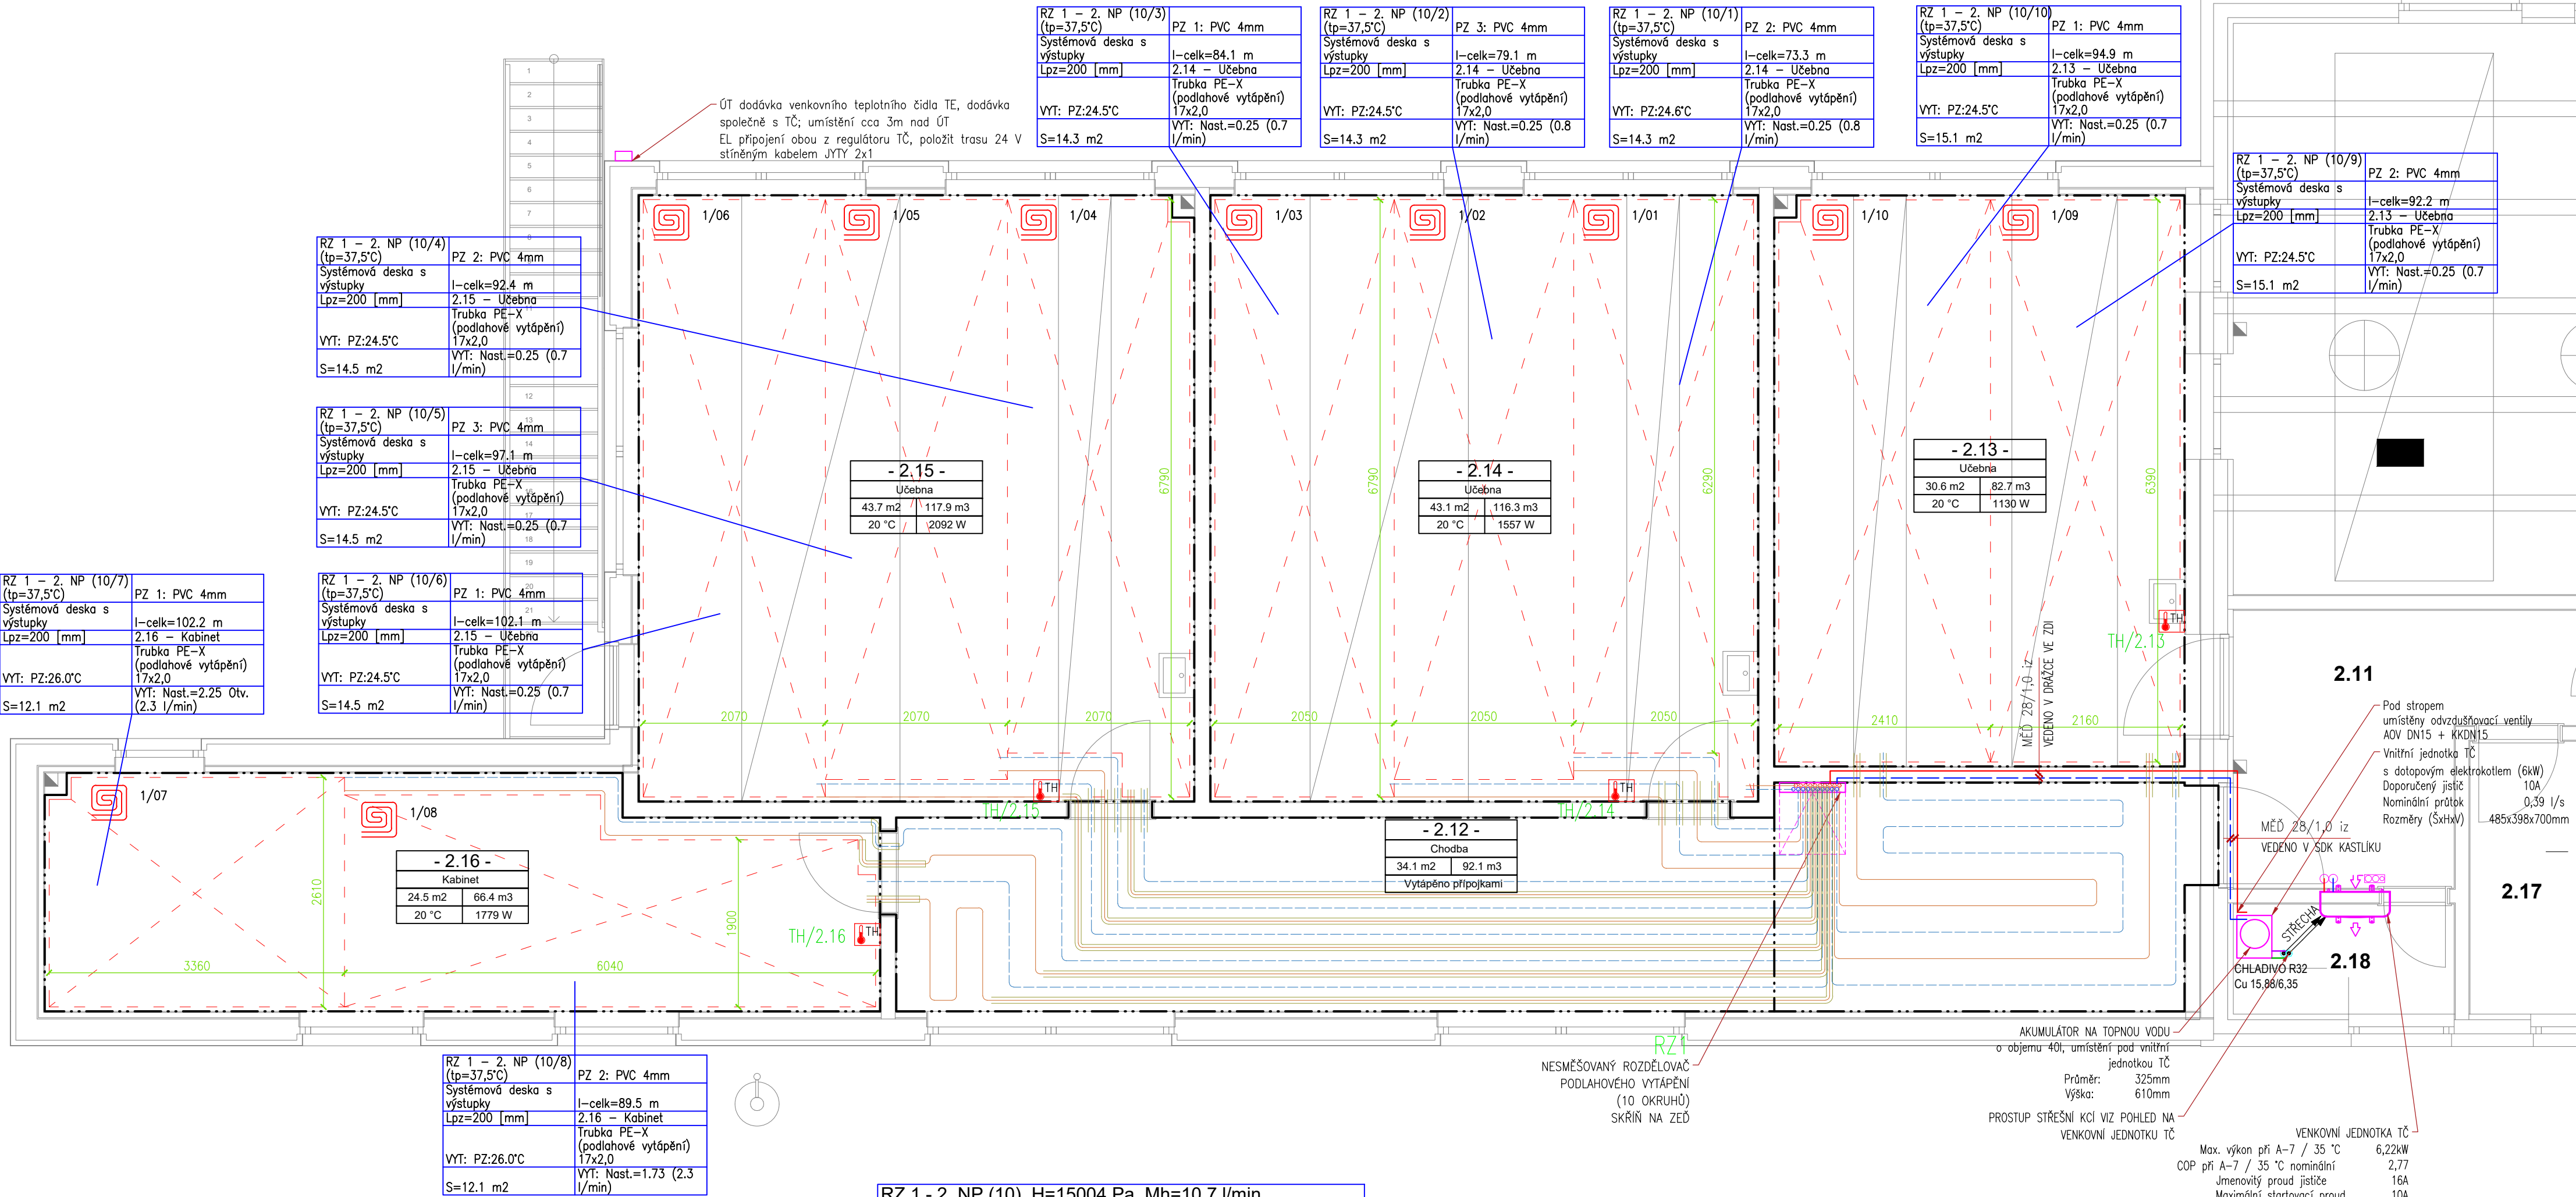 RZ 1 – 2. NP (10/3)
(tp=37,5°C)
PZ 1: PVC 4mm
Systémová deska s
výstupky
l-celk=84.1 m
Lpz=200 [mm]
2.14 – Učebna
VYT: PZ:24.5°C
Trubka PE-X
(podlahové vytápění)
17x2,0
S=14.3 m2
VYT: Nast.=0.25 (0.7
l/min)
RZ 1 – 2. NP (10/2)
(tp=37,5°C)
PZ 3: PVC 4mm
Systémová deska s
výstupky
l-celk=79.1 m
Lpz=200 [mm]
2.14 – Učebna
VYT: PZ:24.5°C
Trubka PE-X
(podlahové vytápění)
17x2,0
S=14.3 m2
VYT: Nast.=0.25 (0.8
l/min)
RZ 1 – 2. NP (10/1)
(tp=37,5°C)
PZ 2: PVC 4mm
Systémová deska s
výstupky
l-celk=73.3 m
Lpz=200 [mm]
2.14 – Učebna
VYT: PZ:24.6°C
Trubka PE-X
(podlahové vytápění)
17x2,0
S=14.3 m2
VYT: Nast.=0.25 (0.8
l/min)
RZ 1 – 2. NP (10/10)
(tp=37,5°C)
PZ 1: PVC 4mm
Systémová deska s
výstupky
l-celk=94.9 m
Lpz=200 [mm]
2.13 – Učebna
VYT: PZ:24.5°C
Trubka PE-X
(podlahové vytápění)
17x2,0
S=15.1 m2
VYT: Nast.=0.25 (0.7
l/min)
RZ 1 – 2. NP (10/9)
(tp=37,5°C)
PZ 2: PVC 4mm
Systémová deska s
výstupky
l-celk=92.2 m
Lpz=200 [mm]
2.13 – Učebna
VYT: PZ:24.5°C
Trubka PE-X
(podlahové vytápění)
17x2,0
S=15.1 m2
VYT: Nast.=0.25 (0.7
l/min)
ÚT dodávka venkovního teplotního čidla TE, dodávka
společně s TČ; umístění cca 3m nad ÚT
EL připojení obou z regulátoru TČ, položit trasu 24 V
stíněným kabelem JYTY 2x1
1
2
3
4
5
6
7
8
11
12
13
14
16
17
18
19
20
21
RZ 1 – 2. NP (10/4)
(tp=37,5°C)
PZ 2: PVC 4mm
Systémová deska s
výstupky
l-celk=92.4 m
Lpz=200 [mm]
2.15 – Učebna
VYT: PZ:24.5°C
Trubka PE-X
(podlahové vytápění)
17x2,0
S=14.5 m2
VYT: Nast.=0.25 (0.7
l/min)
RZ 1 – 2. NP (10/5)
(tp=37,5°C)
PZ 3: PVC 4mm
Systémová deska s
výstupky
l-celk=97.1 m
Lpz=200 [mm]
2.15 – Učebna
VYT: PZ:24.5°C
Trubka PE-X
(podlahové vytápění)
17x2,0
S=14.5 m2
VYT: Nast.=0.25 (0.7
l/min)
RZ 1 – 2. NP (10/7)
(tp=37,5°C)
PZ 1: PVC 4mm
Systémová deska s
výstupky
l-celk=102.2 m
Lpz=200 [mm]
2.16 – Kabinet
VYT: PZ:26.0°C
Trubka PE-X
(podlahové vytápění)
17x2,0
S=12.1 m2
VYT: Nast.=2.25 Otv.
(2.3 l/min)
RZ 1 – 2. NP (10/6)
(tp=37,5°C)
PZ 1: PVC 4mm
Systémová deska s
výstupky
l-celk=102.1 m
Lpz=200 [mm]
2.15 – Učebna
VYT: PZ:24.5°C
Trubka PE-X
(podlahové vytápění)
17x2,0
S=14.5 m2
VYT: Nast.=0.25 (0.7
l/min)
1/06
1/05
1/04
1/03
1/02
1/01
1/10
1/09
- 2.15 -
Učebna
43.7 m2
117.9 m3
20 °C
2092 W
6790
- 2.14 -
Učebna
43.1 m2
116.3 m3
20 °C
1557 W
6790
6290
- 2.13 -
Učebna
30.6 m2
82.7 m3
20 °C
1130 W
6390
2070
2070
2070
2050
2050
2050
2410
2160
TH
TH/2.15
TH
TH/2.14
TH
TH/2.13
MĚĎ 28/1,0 iz
VEDENO V DRÁŽCE VE ZDI
2.11
Pod stropem
umístěny odvzdušňovací ventily
AOV DN15 + KKDN15
Vnitřní jednotka TČ
s dotopovým elektrokotlem (6kW)
Doporučený jistič 10A
Nominální průtok 0,39 l/s
Rozměry (ŠxHxV) 485x398x700mm
MĚĎ 28/1,0 iz
VEDENO V SDK KASTLÍKU
2.17
STŘECHA
2.18
CHLADIVO R32
Cu 15,88/6,35
1/07
1/08
- 2.16 -
Kabinet
24.5 m2
66.4 m3
20 °C
1779 W
2610
1900
3360
6040
TH
TH/2.16
- 2.12 -
Chodba
34.1 m2
92.1 m3
Vytápěno přípojkami
RZ1
NESMĚŠOVANÝ ROZDĚLOVAČ
PODLAHOVÉHO VYTÁPĚNÍ
(10 OKRUHŮ)
SKŘÍŇ NA ZEĎ
AKUMULÁTOR NA TOPNOU VODU
o objemu 40l, umístění pod vnitřní
jednotkou TČ
Průměr: 325mm
Výška: 610mm
PROSTUP STŘEŠNÍ KCÍ VIZ POHLED NA
VENKOVNÍ JEDNOTKU TČ
VENKOVNÍ JEDNOTKA TČ
Max. výkon při A-7 / 35 °C 6,22kW
COP při A-7 / 35 °C nominální 2,77
Jmenovitý proud jističe 16A
Maximální startovací proud 10A
RZ 1 – 2. NP (10/8)
(tp=37,5°C)
PZ 2: PVC 4mm
Systémová deska s
výstupky
l-celk=89.5 m
Lpz=200 [mm]
2.16 – Kabinet
VYT: PZ:26.0°C
Trubka PE-X
(podlahové vytápění)
17x2,0
S=12.1 m2
VYT: Nast.=1.73 (2.3
l/min)
RZ 1 - 2. NP (10), H=15004 Pa, Mh=10.7 l/min